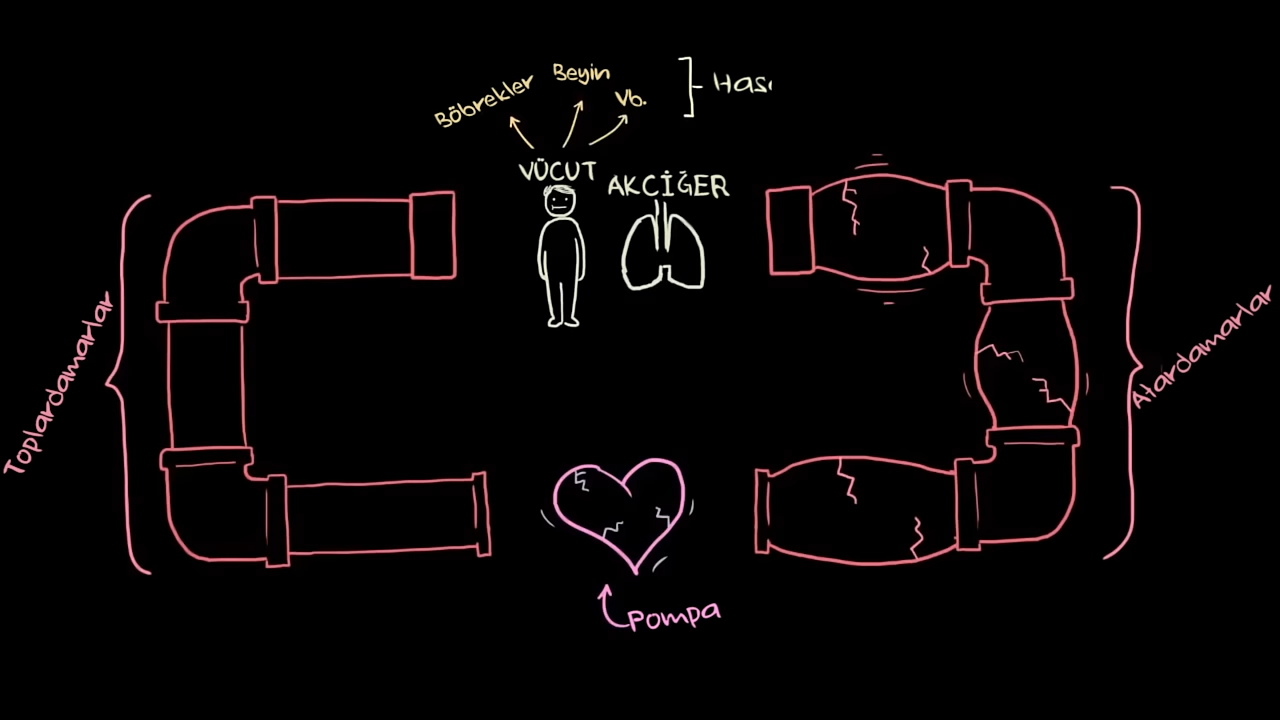 Beyin
Böbrekler
Vb.
VÜCUT
AKCİĞER
Toplardamarlar
Atardamarlar
Pompa